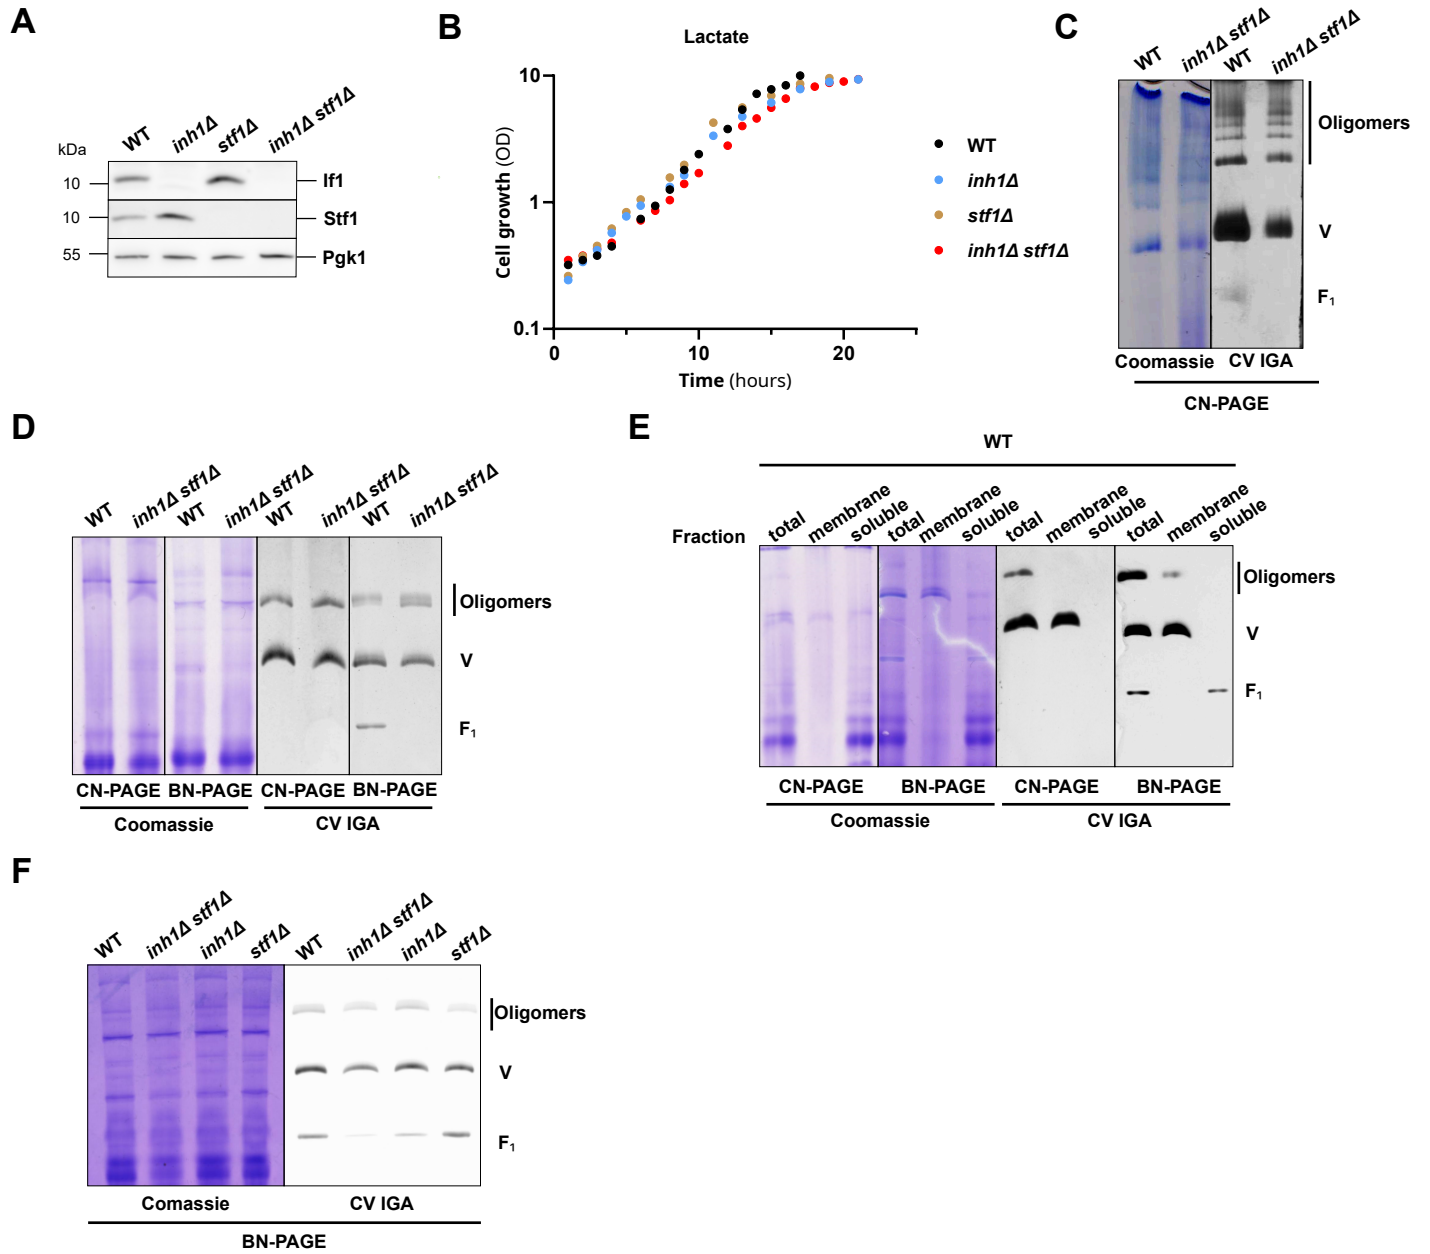 A
WT
inh1Δ
stf1Δ
inh1Δ stf1Δ
kDa
10
If1
10
Stf1
55
Pgk1
B
Lactate
10
1
0.1
Cell growth (OD)
0
10
20
Time (hours)
WT
inh1Δ
stf1Δ
inh1Δ stf1Δ
C
WT
inh1Δ stf1Δ
WT
inh1Δ stf1Δ
Oligomers
V
F₁
Coomassie
CV IGA
CN-PAGE
D
WT
inh1Δ stf1Δ
WT
inh1Δ stf1Δ
WT
inh1Δ stf1Δ
WT
inh1Δ stf1Δ
Oligomers
V
F₁
CN-PAGE
BN-PAGE
CN-PAGE
BN-PAGE
Coomassie
CV IGA
E
WT
Fraction
total
membrane
soluble
total
membrane
soluble
total
membrane
soluble
total
membrane
soluble
Oligomers
V
F₁
CN-PAGE
BN-PAGE
CN-PAGE
BN-PAGE
Coomassie
CV IGA
F
WT
inh1Δ stf1Δ
inh1Δ
stf1Δ
WT
inh1Δ stf1Δ
inh1Δ
stf1Δ
Oligomers
V
F₁
Comassie
CV IGA
BN-PAGE